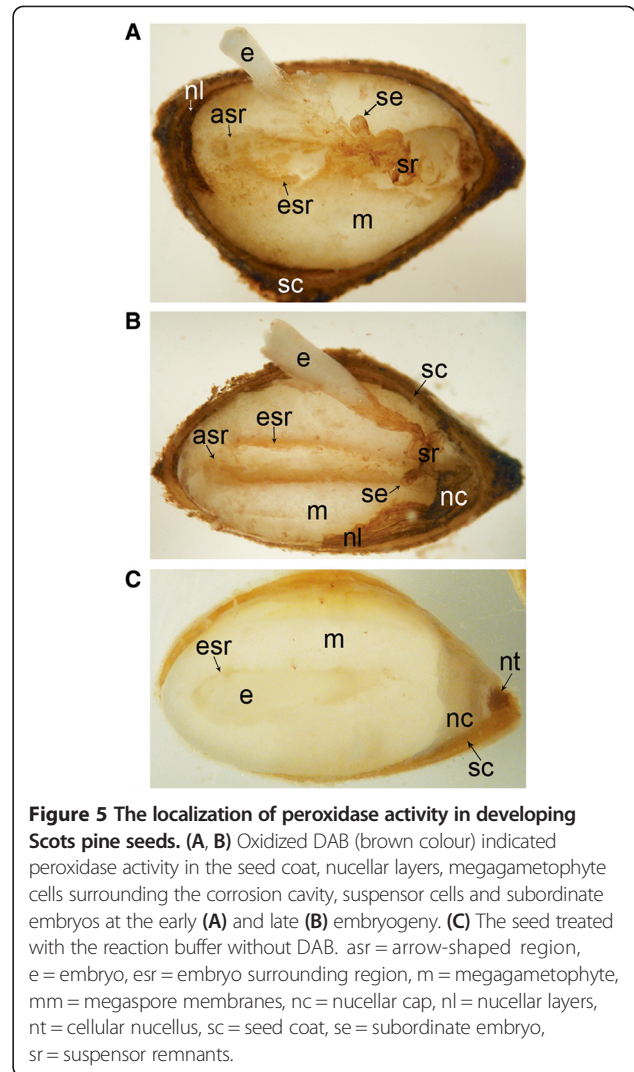 A
e
nl
se
asr
sr
esr
m
sc
B
e
sc
esr
asr
sr
se
nc
m
nl
C
m
esr
nt
e
nc
sc
Figure 5 The localization of peroxidase activity in developing
Scots pine seeds. (A, B) Oxidized DAB (brown colour) indicated
peroxidase activity in the seed coat, nucellar layers, megagametophyte
cells surrounding the corrosion cavity, suspensor cells and subordinate
embryos at the early (A) and late (B) embryogeny. (C) The seed treated
with the reaction buffer without DAB. asr = arrow-shaped region,
e = embryo, esr = embryo surrounding region, m = megagametophyte,
mm = megaspore membranes, nc = nucellar cap, nl = nucellar layers,
nt = cellular nucellus, sc = seed coat, se = subordinate embryo,
sr = suspensor remnants.